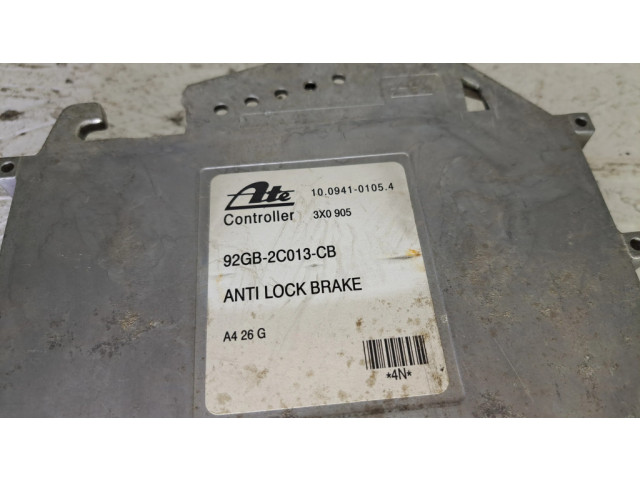 Ate 10.0941-0105.4
Controller 3X0 905
92GB-2C013-CB
ANTI LOCK BRAKE
A4 26 G
*4N*